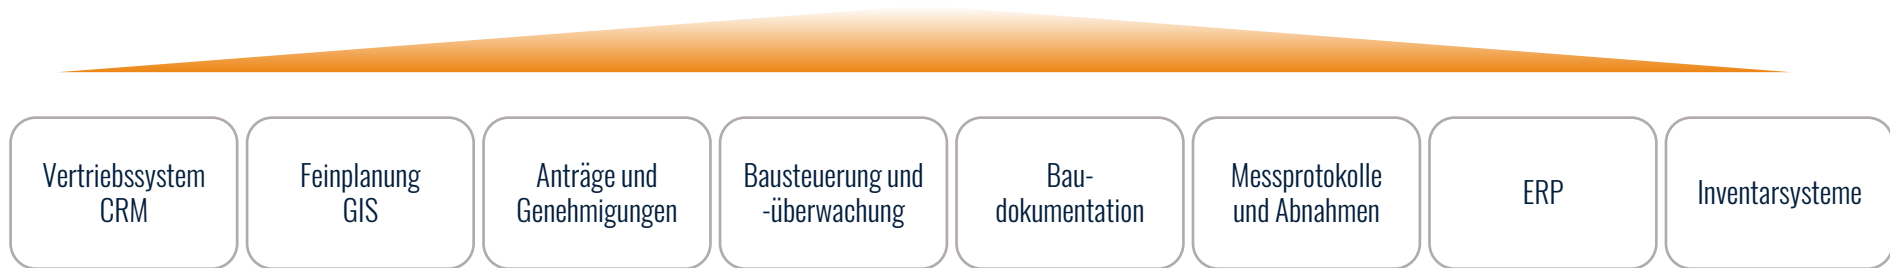 Vertriebssystem
CRM
Feinplanung
GIS
Anträge und
Genehmigungen
Bausteuerung und
-überwachung
Bau-
dokumentation
Messprotokolle
und Abnahmen
ERP
Inventarsysteme